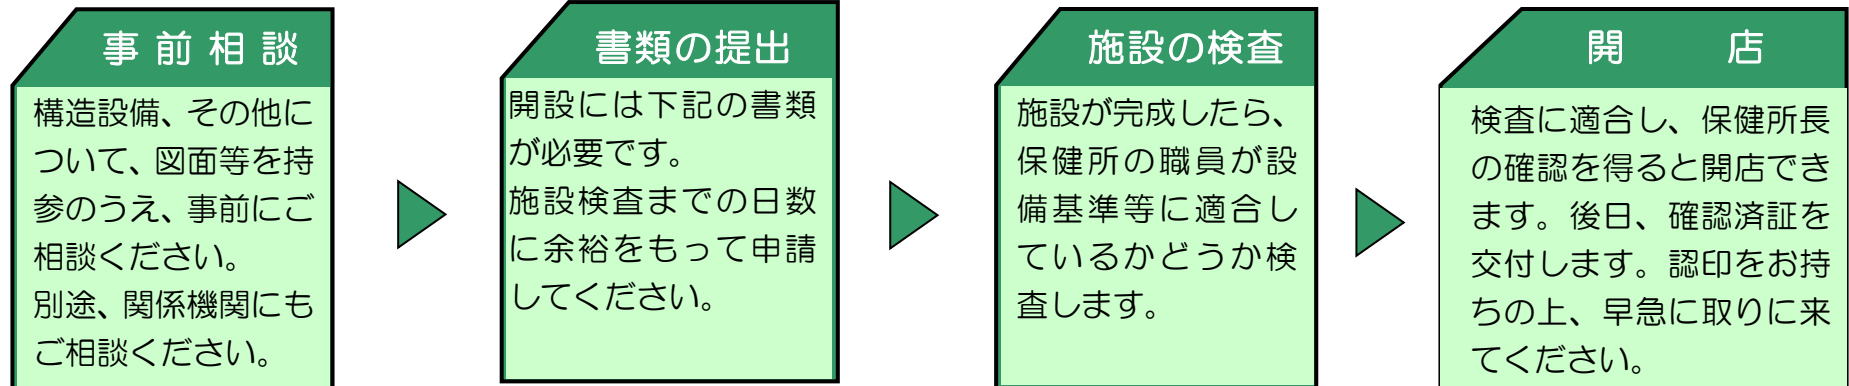 事前相談
構造設備、その他に
ついて、図面等を持
参のうえ、事前にご
相談ください。
別途、関係機関にも
ご相談ください。
書類の提出
開設には下記の書類
が必要です。
施設検査までの日数
に余裕をもって申請
してください。
施設の検査
施設が完成したら、
保健所の職員が設
備基準等に適合し
ているかどうか検
査します。
開店
検査に適合し、保健所長
の確認を得ると開店でき
ます。後日、確認済証を
交付します。認印をお持
ちの上、早急に取りに来
てください。